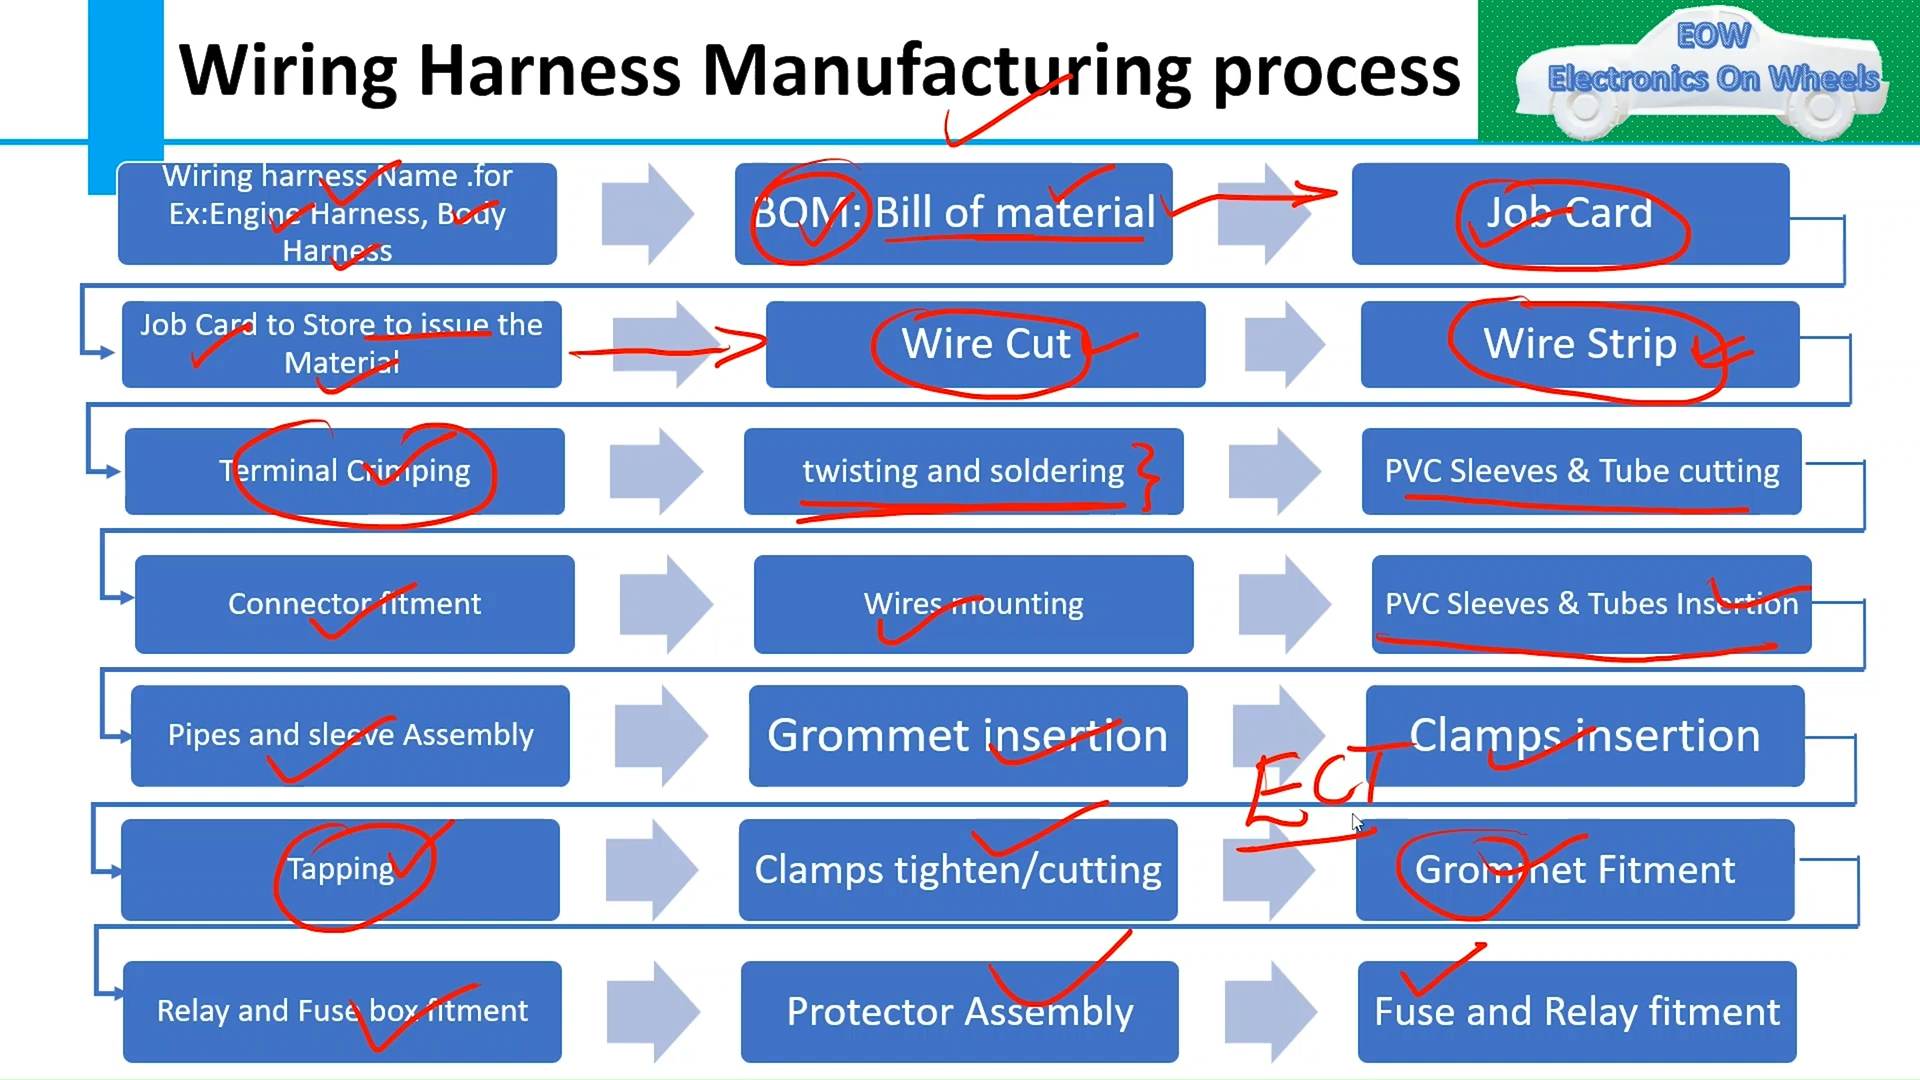 Wiring Harness Manufacturing process
EOW
Electronics On Wheels
Wiring harness Name .for
Ex:Engine Harness, Body
Harness
BOM: Bill of material
Job Card
Job Card to Store to issue the
Material
Wire Cut
Wire Strip
Terminal Crimping
twisting and soldering
PVC Sleeves & Tube cutting
Connector fitment
Wires mounting
PVC Sleeves & Tubes Insertion
Pipes and sleeve Assembly
Grommet insertion
Clamps insertion
ECT
Tapping
Clamps tighten/cutting
Grommet Fitment
Relay and Fuse box fitment
Protector Assembly
Fuse and Relay fitment